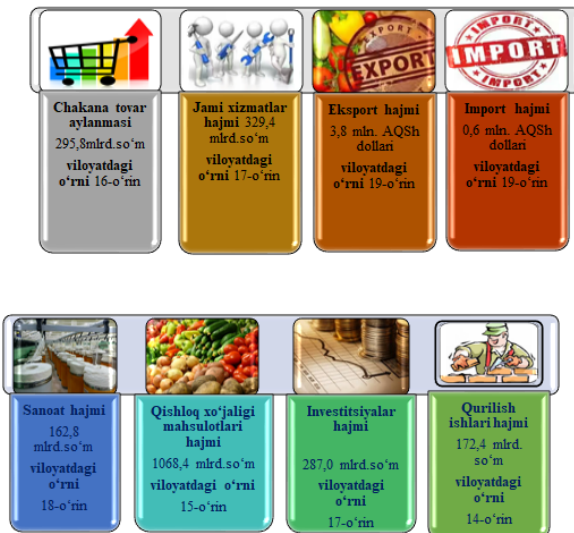 EXPORT
IMPORT
IMPORT
IMPORT
Chakana tovar
aylanmasi
295,8mlrd.so‘m
viloyatdagi
o‘rni 16-o‘rin
Jami xizmatlar
hajmi 329,4
mlrd.so‘m
viloyatdagi
o‘rni 17-o‘rin
Eksport hajmi
3,8 mln. AQSh
dollari
viloyatdagi
o‘rni 19-o‘rin
Import hajmi
0,6 mln. AQSh
dollari
viloyatdagi
o‘rni 19-o‘rin
Sanoat hajmi
162,8
mlrd.so‘m
viloyatdagi
o‘rni
18-o‘rin
Qishloq xo‘jaligi
mahsulotlari
hajmi
1068,4 mlrd.so‘m
viloyatdagi o‘rni
15-o‘rin
Investitsiyalar
hajmi
287,0 mlrd.so‘m
viloyatdagi
o‘rni
17-o‘rin
Qurilish
ishlari hajmi
172,4 mlrd.
so‘m
viloyatdagi
o‘rni
14-o‘rin